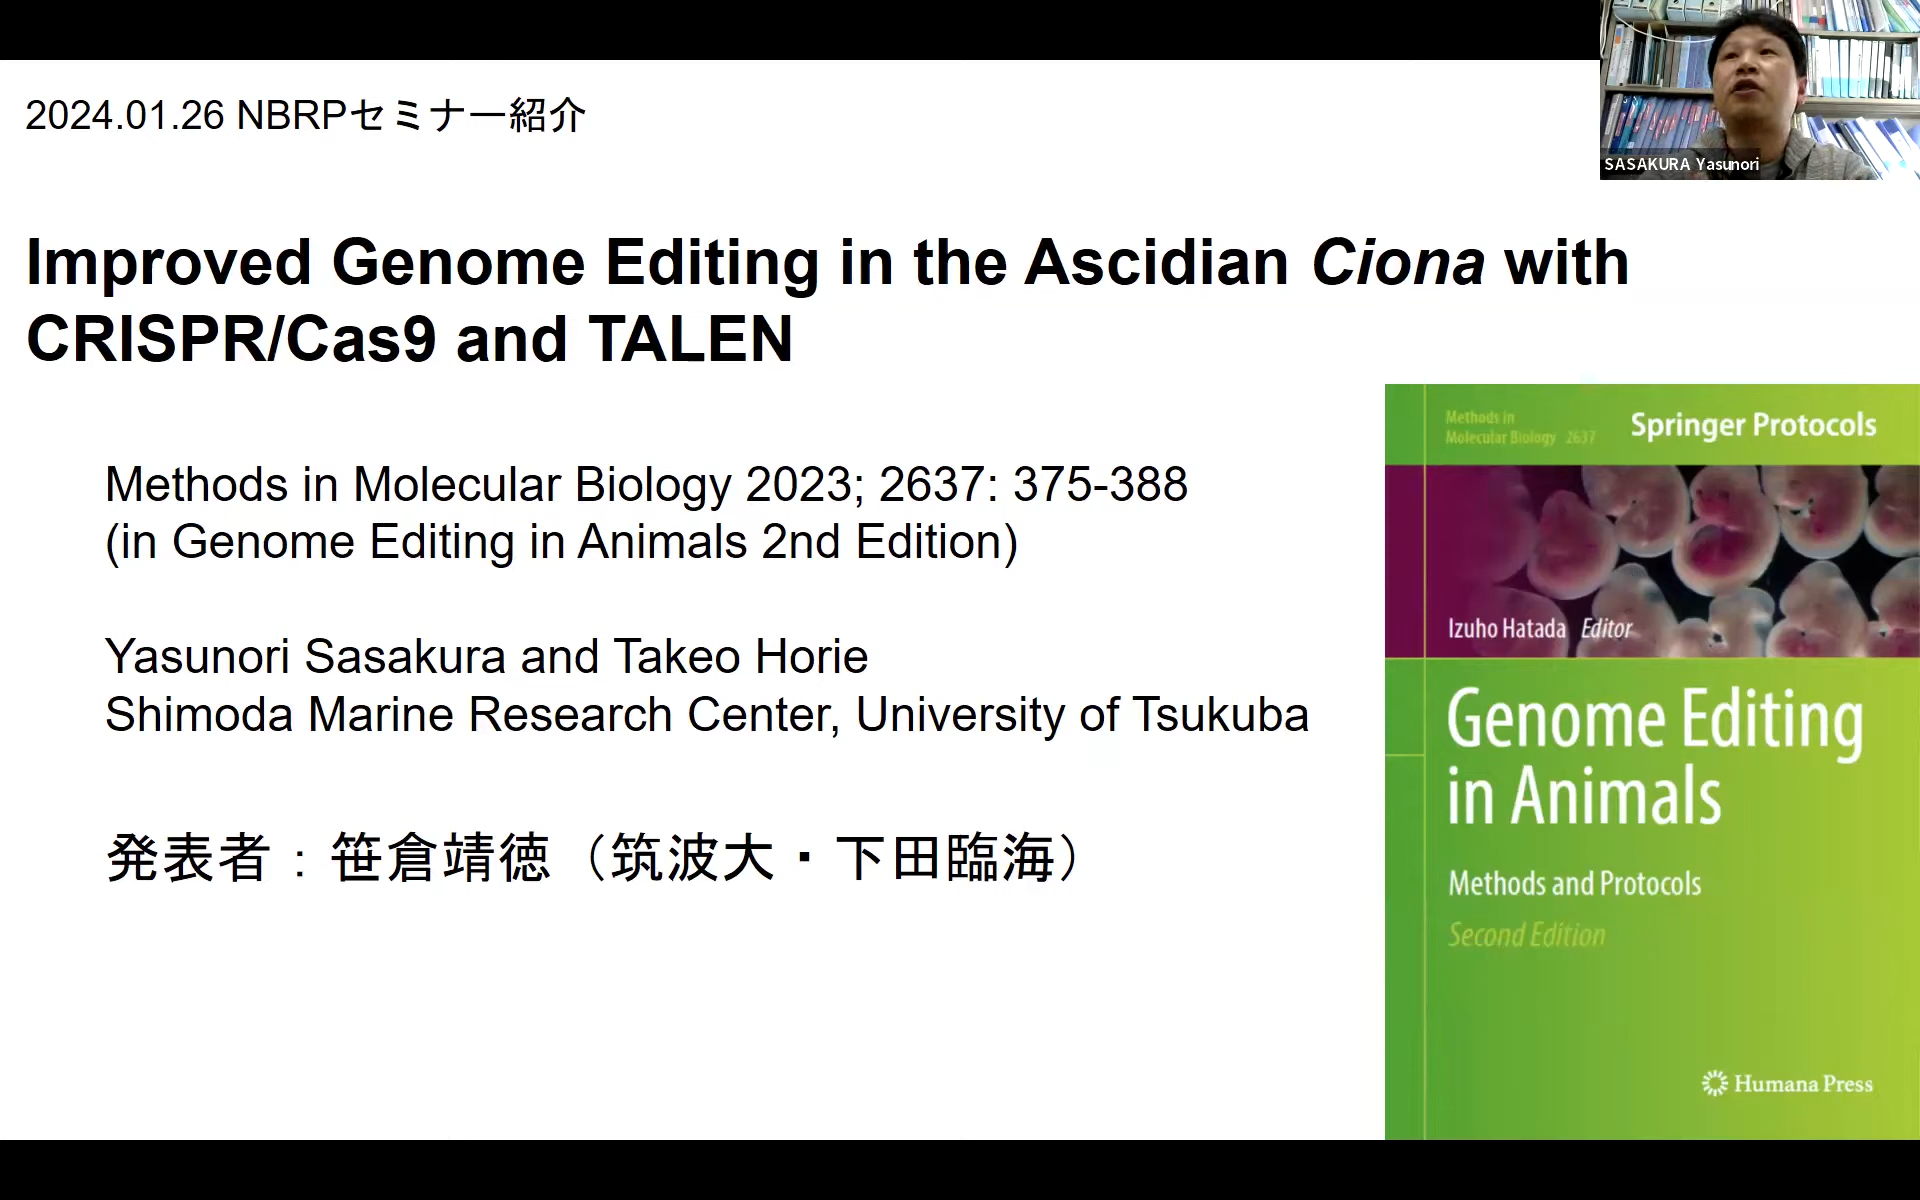 2024.01.26 NBRPセミナー紹介
SASAKURA Yasunori
Improved Genome Editing in the Ascidian Ciona with
CRISPR/Cas9 and TALEN
Methods in Molecular Biology 2023; 2637: 375-388
(in Genome Editing in Animals 2nd Edition)
Yasunori Sasakura and Takeo Horie
Shimoda Marine Research Center, University of Tsukuba
発表者：笹倉靖徳（筑波大・下田臨海）
Methods in
Molecular Biology 2637
Springer Protocols
Izuho Hatada Editor
Genome Editing
in Animals
Methods and Protocols
Second Edition
Humana Press